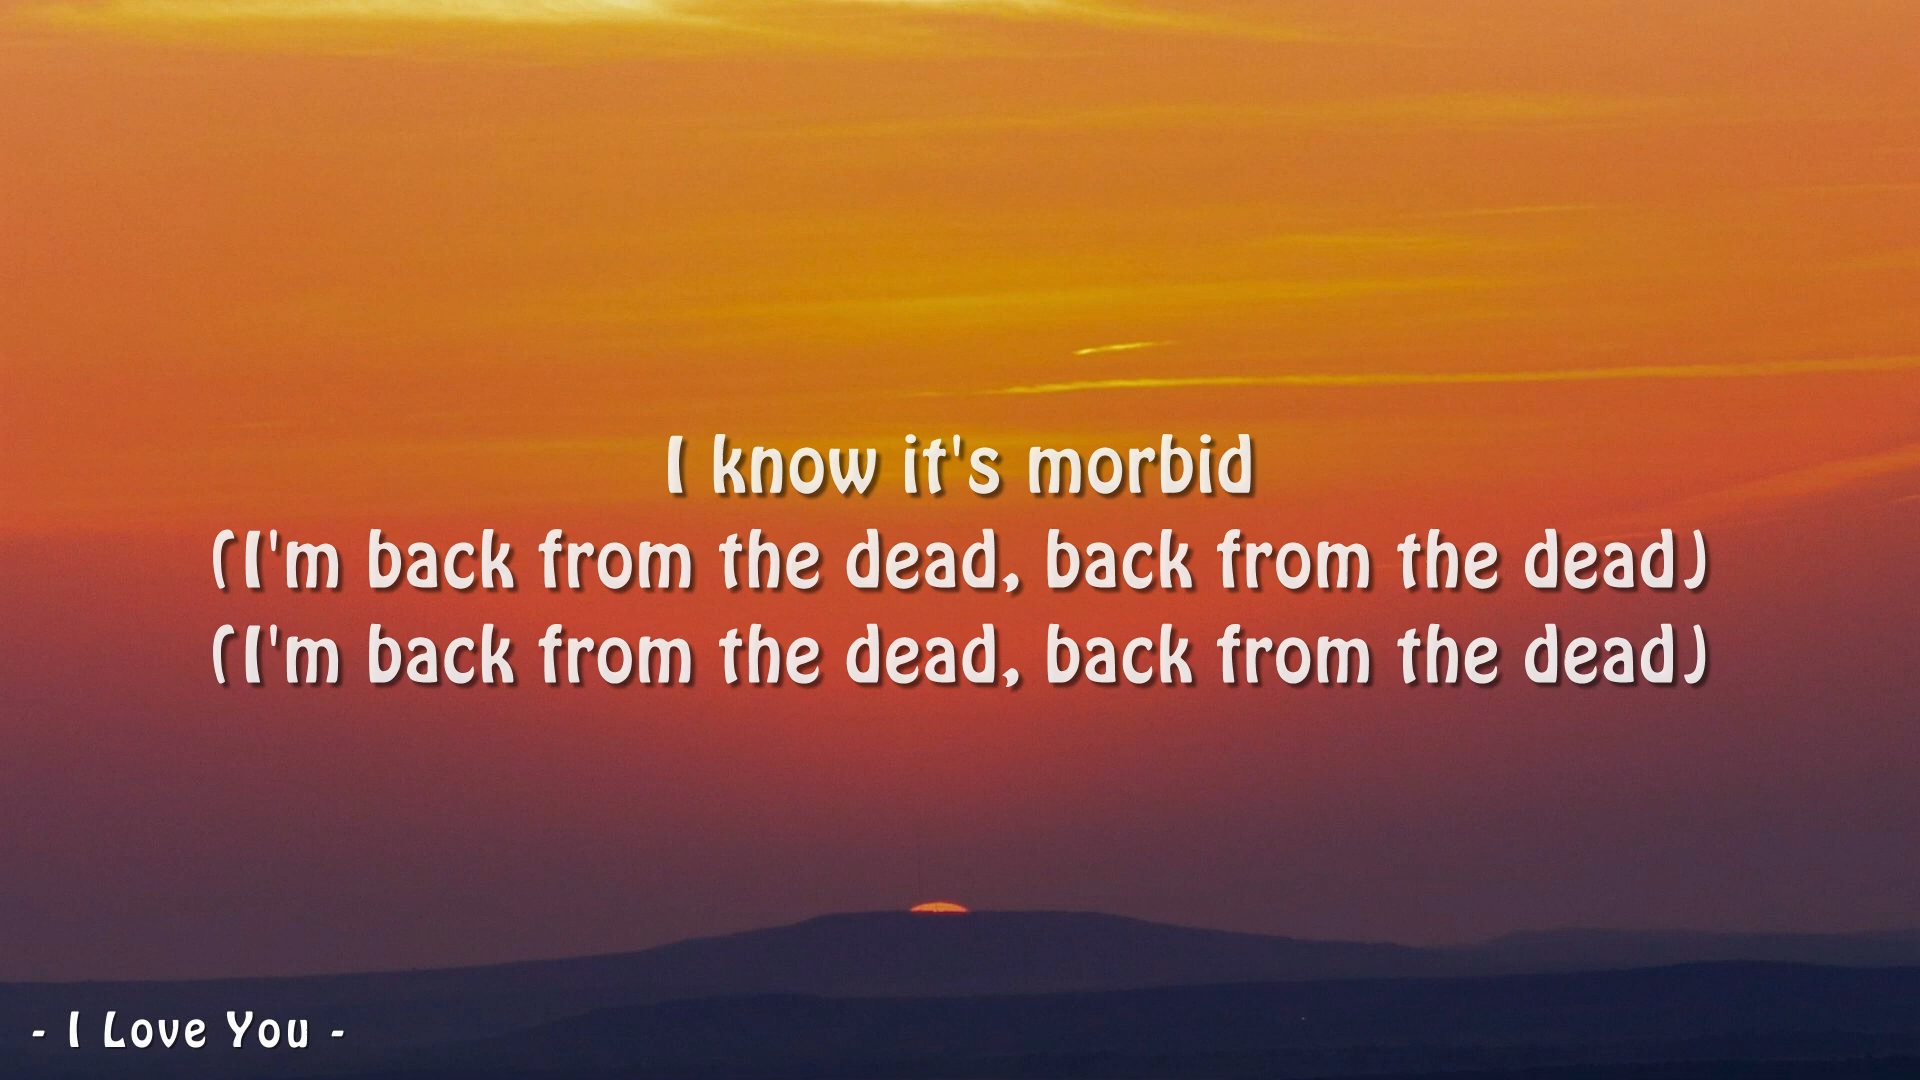 I know it's morbid
(I'm back from the dead, back from the dead)
(I'm back from the dead, back from the dead)
- I Love You -